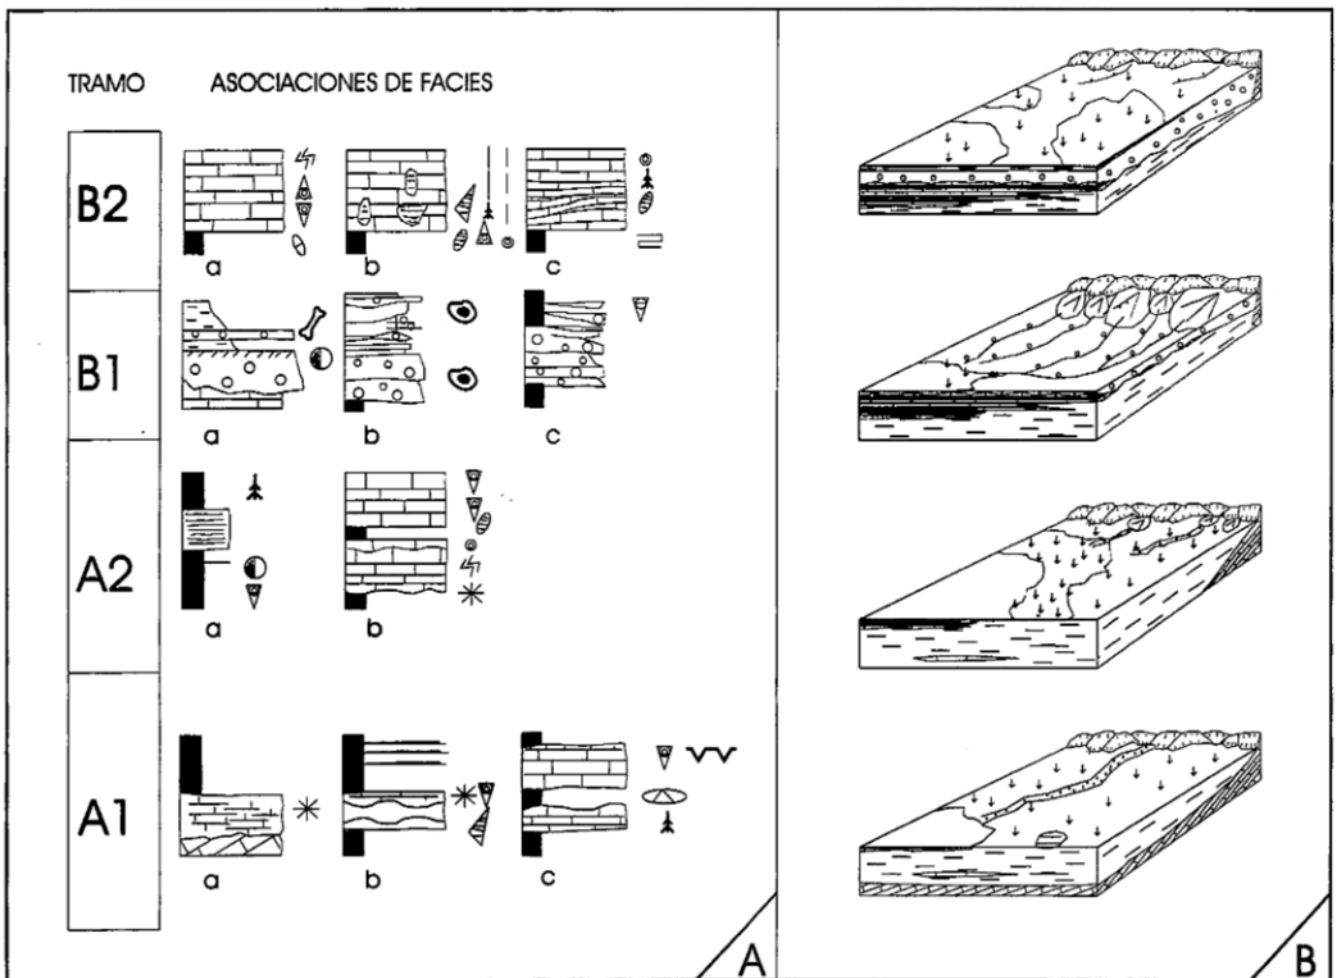 TRAMO ASOCIACIONES DE FACIES
B2
a b c
B1
a b c
A2
a b
A1
a b c
A B